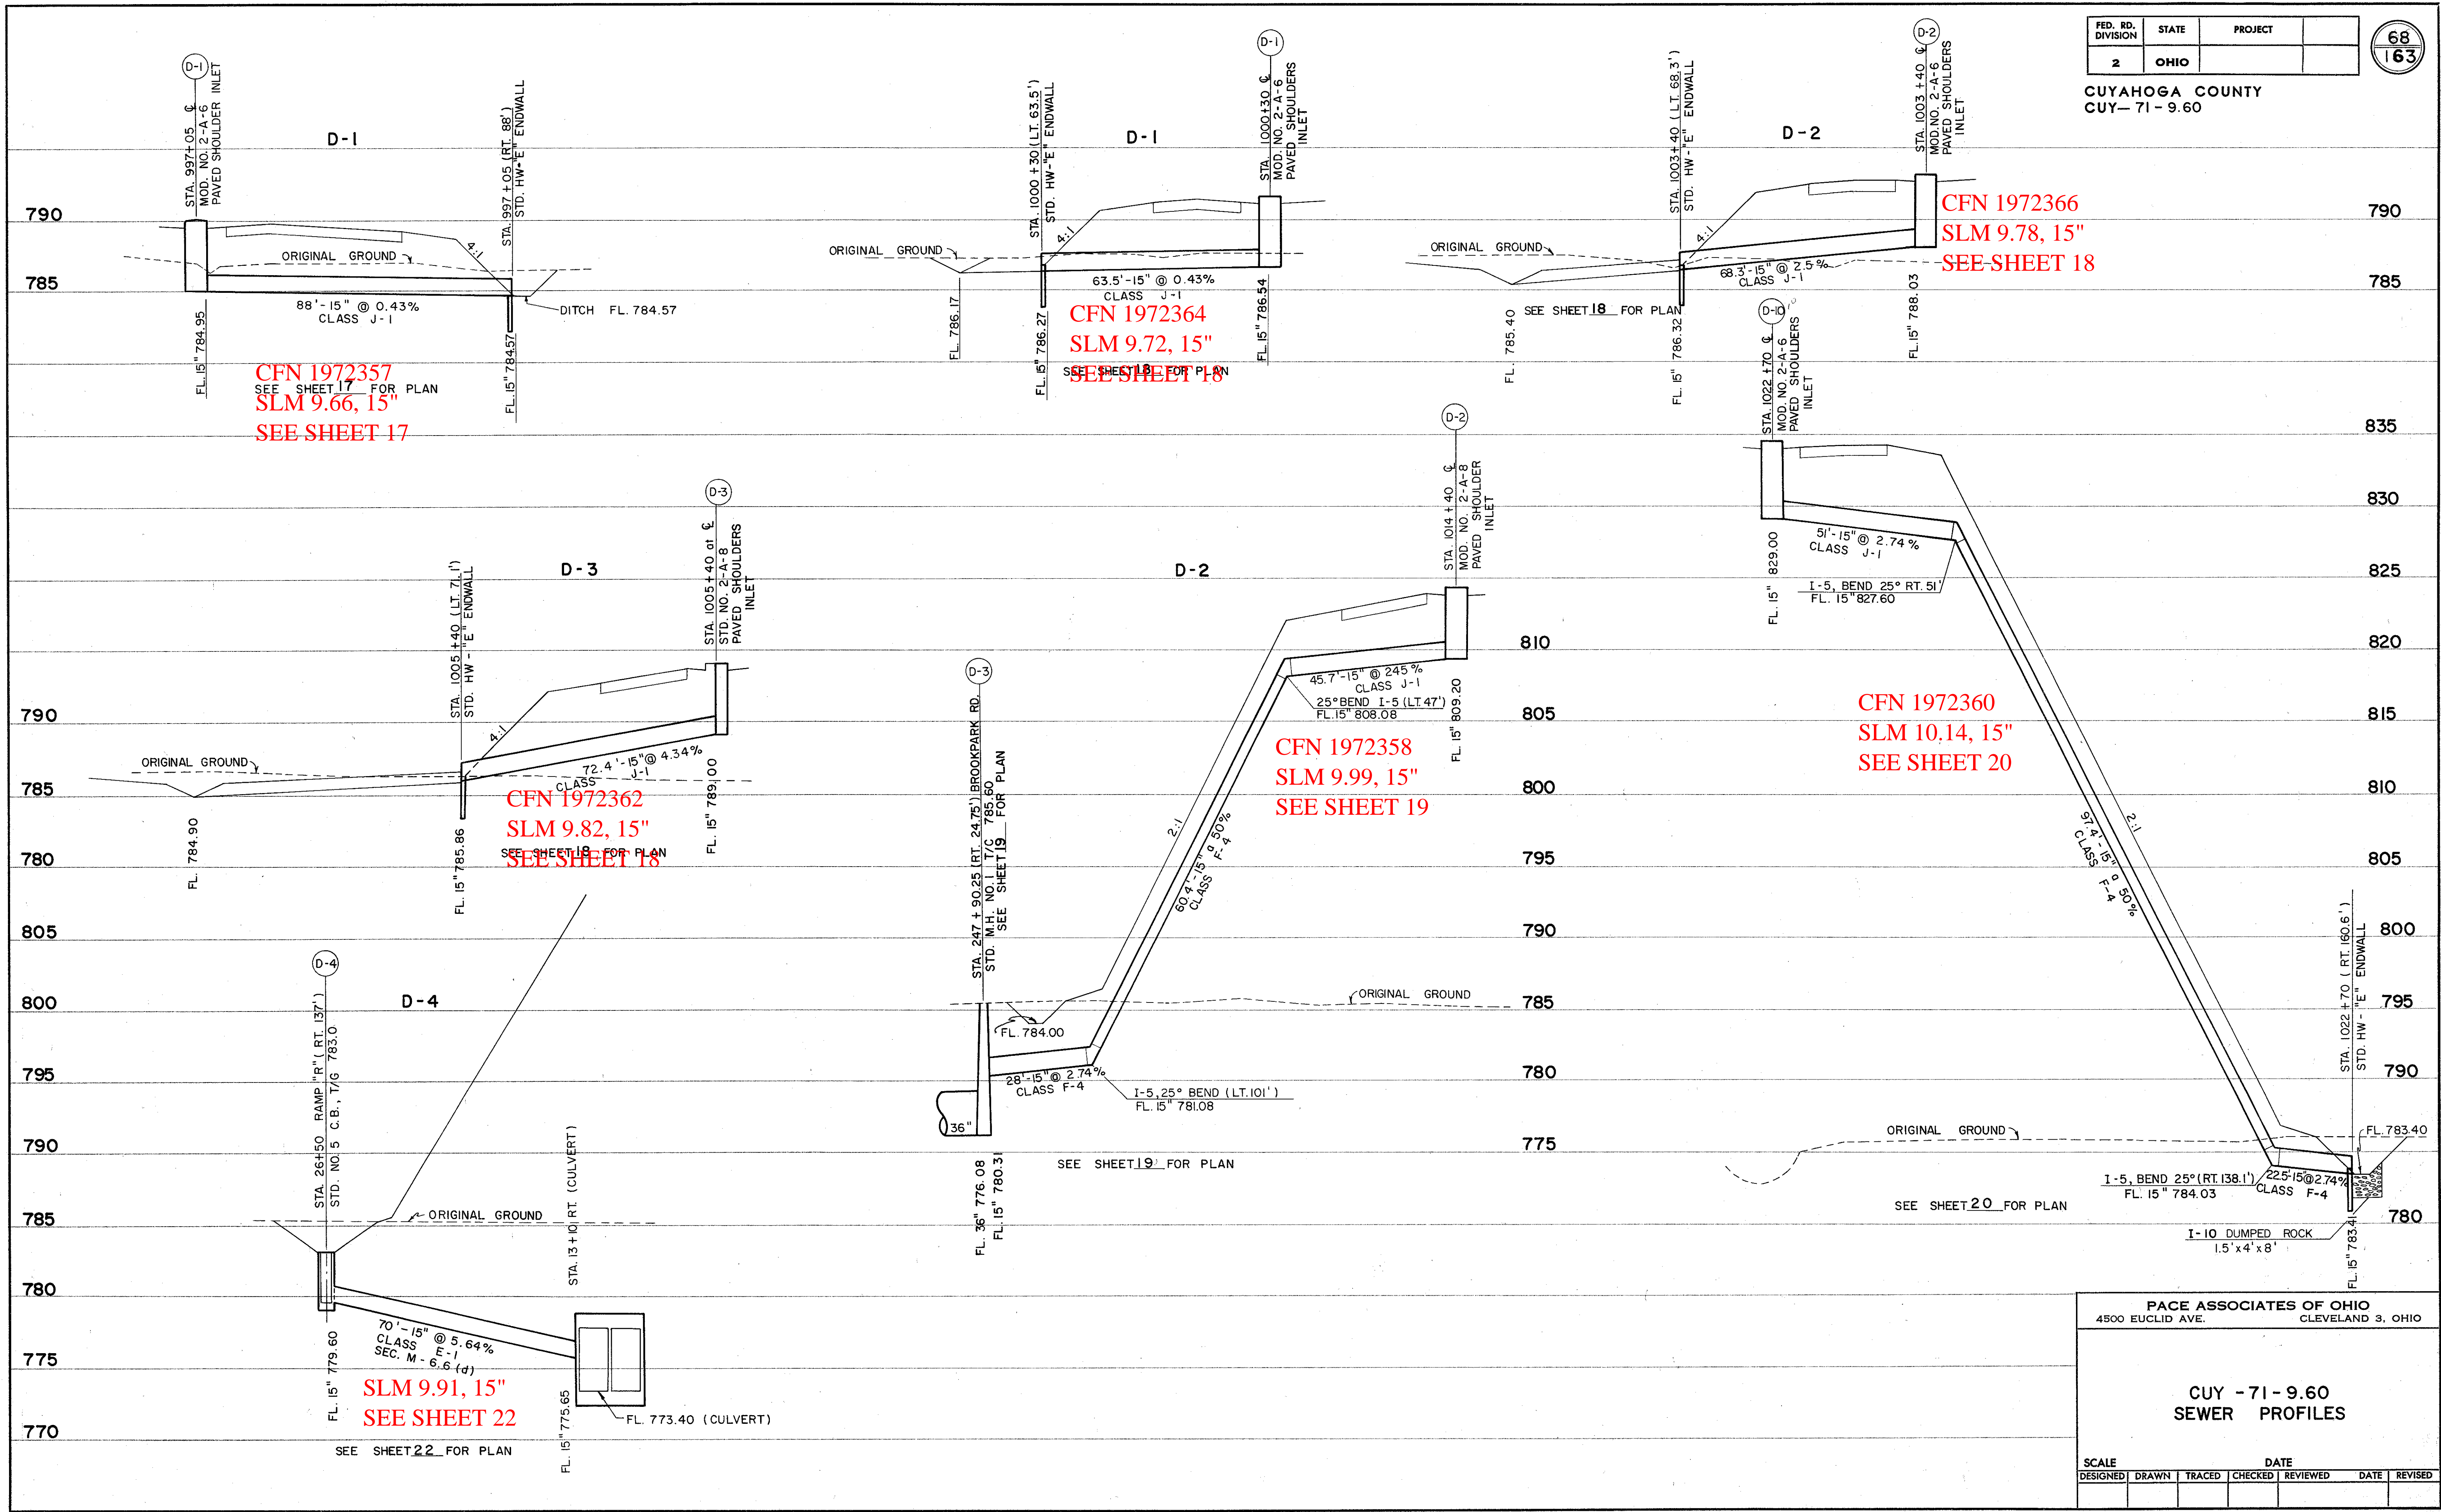 FED. RD. DIVISION STATE PROJECT
2 OHIO
68
163
CUYAHOGA COUNTY
CUY— 71 - 9.60
D-1
STA. 997+05 ℄
MOD. NO. 2-A-6
PAVED SHOULDER INLET
D-1
STA. 997+05 (RT. 88')
STD. HW-"E" ENDWALL
4:1
ORIGINAL GROUND
88'-15" @ 0.43%
CLASS J-1
DITCH FL. 784.57
FL. 15" 784.95
FL. 15" 784.57
CFN 1972357
SEE SHEET 17 FOR PLAN
SLM 9.66, 15"
SEE SHEET 17
790
785
STA. 1000+30 (LT. 63.5')
STD. HW-"E" ENDWALL
D-1
D-1
STA. 1000+30 ℄
MOD. NO. 2-A-6
PAVED SHOULDERS
INLET
4:1
ORIGINAL GROUND
63.5'-15" @ 0.43%
CLASS J-1
FL. 786.17
FL. 15" 786.27
FL. 15" 786.54
CFN 1972364
SLM 9.72, 15"
SEE SHEET 18 FOR PLAN
SEE SHEET 18
STA. 1003+40 (LT. 68.3')
STD. HW-"E" ENDWALL
D-2
D-2
STA. 1003+40 ℄
MOD. NO. 2-A-6
PAVED SHOULDERS
INLET
4:1
ORIGINAL GROUND
68.3'-15" @ 2.5%
CLASS J-1
FL. 785.40
SEE SHEET 18 FOR PLAN
FL. 15" 786.32
FL. 15" 788.03
CFN 1972366
SLM 9.78, 15"
SEE SHEET 18
790
785
STA. 1005+40 (LT. 71.1')
STD. HW-"E" ENDWALL
D-3
D-3
STA. 1005+40 at ℄
STD. NO. 2-A-8
PAVED SHOULDERS
INLET
4:1
ORIGINAL GROUND
72.4'-15" @ 4.34%
CLASS J-1
FL. 784.90
FL. 15" 785.86
FL. 15" 789.00
CFN 1972362
SLM 9.82, 15"
SEE SHEET 18 FOR PLAN
SEE SHEET 18
790
785
780
D-3
STA. 247+90.25 (RT. 24.75') BROOKPARK RD.
STD. M.H. NO. 1 T/C 785.60
SEE SHEET 19 FOR PLAN
D-2
D-2
STA. 1014+40 ℄
MOD. NO. 2-A-8
PAVED SHOULDER
INLET
45.7'-15" @ 245%
CLASS J-1
25° BEND I-5 (LT. 47')
FL. 15" 808.08
FL. 15" 809.20
CFN 1972358
SLM 9.99, 15"
SEE SHEET 19
2:1
60.4'-15" @ 50%
CLASS F-4
ORIGINAL GROUND
FL. 784.00
28'-15" @ 2.74%
CLASS F-4
I-5, 25° BEND (LT. 101')
FL. 15" 781.08
36"
FL. 36" 776.08
FL. 15" 780.31
SEE SHEET 19 FOR PLAN
810
805
800
795
790
785
780
775
D-10
STA. 1022+70 ℄
MOD. NO. 2-A-6
PAVED SHOULDERS
INLET
51'-15" @ 2.74%
CLASS J-1
I-5, BEND 25° RT. 51'
FL. 15" 827.60
FL. 15" 829.00
CFN 1972360
SLM 10.14, 15"
SEE SHEET 20
2:1
97.4'-15" @ 50%
CLASS F-4
STA. 1022+70 (RT. 160.6')
STD. HW-"E" ENDWALL
ORIGINAL GROUND
FL. 783.40
I-5, BEND 25° (RT. 138.1')
FL. 15" 784.03
22.5-15" @ 2.74%
CLASS F-4
SEE SHEET 20 FOR PLAN
I-10 DUMPED ROCK
1.5'x4'x8'
FL. 15" 783.41
835
830
825
820
815
810
805
800
795
790
780
D-4
STA. 26+50 RAMP "R" (RT. 137')
STD. NO. 5 C.B., T/G 783.0
D-4
ORIGINAL GROUND
STA. 13+10 RT. (CULVERT)
70'-15" @ 5.64%
CLASS E-1
SEC. M-6.6 (d)
FL. 15" 779.60
SLM 9.91, 15"
SEE SHEET 22
FL. 15" 775.65
FL. 773.40 (CULVERT)
SEE SHEET 22 FOR PLAN
805
800
795
790
785
780
775
770
PACE ASSOCIATES OF OHIO
4500 EUCLID AVE. CLEVELAND 3, OHIO
CUY - 71 - 9.60
SEWER PROFILES
SCALE DATE
DESIGNED DRAWN TRACED CHECKED REVIEWED DATE REVISED